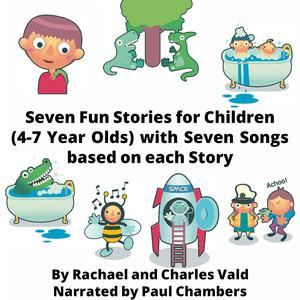 Seven Fun Stories for Children
(4-7 Year Olds) with Seven Songs
based on each Story
SPACE
Achoo!
By Rachael and Charles Vald
Narrated by Paul Chambers